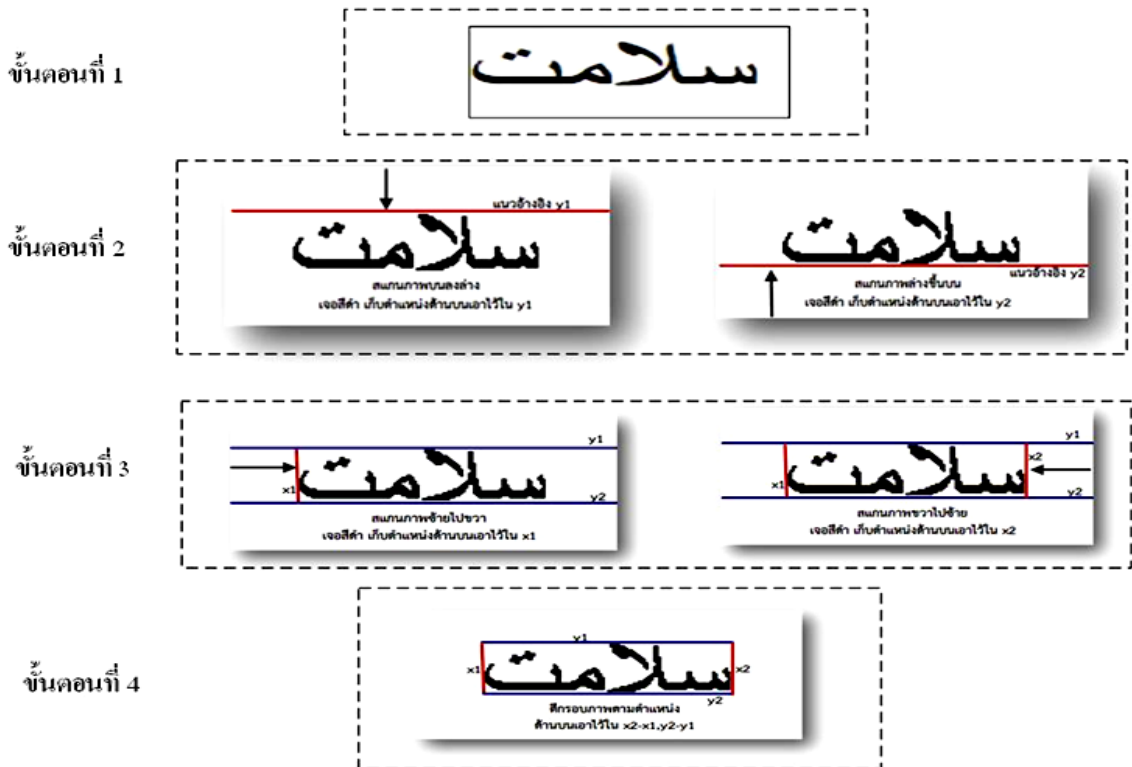 ขั้นตอนที่ 1
سلامت
ขั้นตอนที่ 2
แนวอ้างอิง y1
سلامت
สแกนภาพบนลงล่าง
เจอสีดำ เก็บตำแหน่งด้านบนเอาไว้ใน y1
سلامت
แนวอ้างอิง y2
สแกนภาพล่างขึ้นบน
เจอสีดำ เก็บตำแหน่งด้านบนเอาไว้ใน y2
ขั้นตอนที่ 3
y1
سلامت
x1
y2
สแกนภาพซ้ายไปขวา
เจอสีดำ เก็บตำแหน่งด้านบนเอาไว้ใน x1
y1
x2
سلامت
x1
y2
สแกนภาพขวาไปซ้าย
เจอสีดำ เก็บตำแหน่งด้านบนเอาไว้ใน x2
ขั้นตอนที่ 4
y1
x1
سلامت
x2
y2
ตีกรอบภาพตามตำแหน่ง
ด้านบนเอาไว้ใน x2-x1,y2-y1